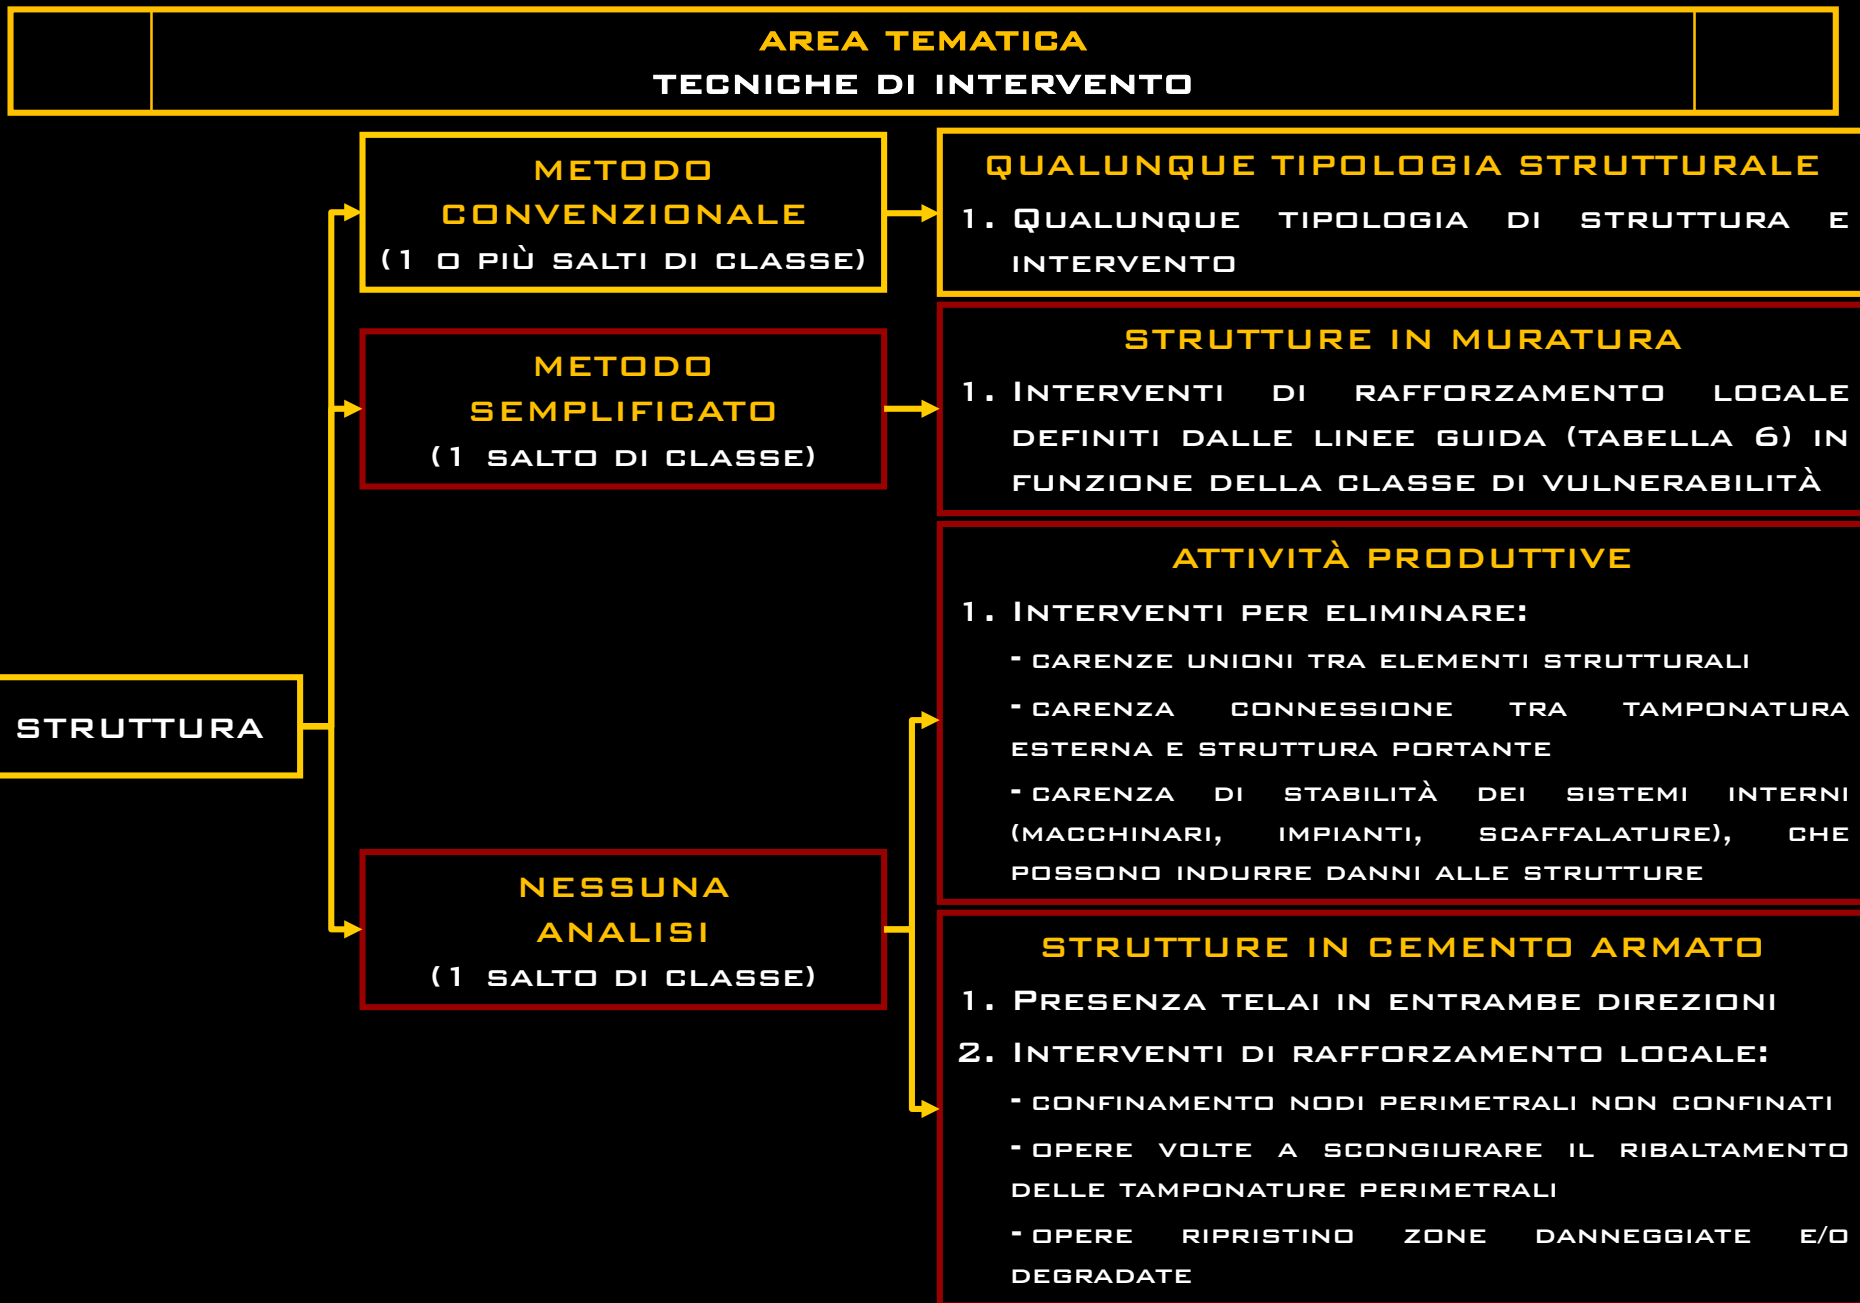 AREA TEMATICA
TECNICHE DI INTERVENTO
STRUTTURA
METODO
CONVENZIONALE
(1 O PIÙ SALTI DI CLASSE)
QUALUNQUE TIPOLOGIA STRUTTURALE
1. QUALUNQUE TIPOLOGIA DI STRUTTURA E
INTERVENTO
METODO
SEMPLIFICATO
(1 SALTO DI CLASSE)
STRUTTURE IN MURATURA
1. INTERVENTI DI RAFFORZAMENTO LOCALE
DEFINITI DALLE LINEE GUIDA (TABELLA 6) IN
FUNZIONE DELLA CLASSE DI VULNERABILITÀ
NESSUNA
ANALISI
(1 SALTO DI CLASSE)
ATTIVITÀ PRODUTTIVE
1. INTERVENTI PER ELIMINARE:
- CARENZE UNIONI TRA ELEMENTI STRUTTURALI
- CARENZA CONNESSIONE TRA TAMPONATURA
ESTERNA E STRUTTURA PORTANTE
- CARENZA DI STABILITÀ DEI SISTEMI INTERNI
(MACCHINARI, IMPIANTI, SCAFFALATURE), CHE
POSSONO INDURRE DANNI ALLE STRUTTURE
STRUTTURE IN CEMENTO ARMATO
1. PRESENZA TELAI IN ENTRAMBE DIREZIONI
2. INTERVENTI DI RAFFORZAMENTO LOCALE:
- CONFINAMENTO NODI PERIMETRALI NON CONFINATI
- OPERE VOLTE A SCONGIURARE IL RIBALTAMENTO
DELLE TAMPONATURE PERIMETRALI
- OPERE RIPRISTINO ZONE DANNEGGIATE E/O
DEGRADATE